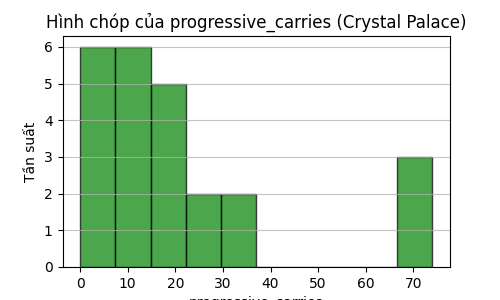 Hình chóp của progressive_carries (Crystal Palace)
Tần suất
6
5
4
3
2
1
0
0 10 20 30 40 50 60 70
progressive_carries